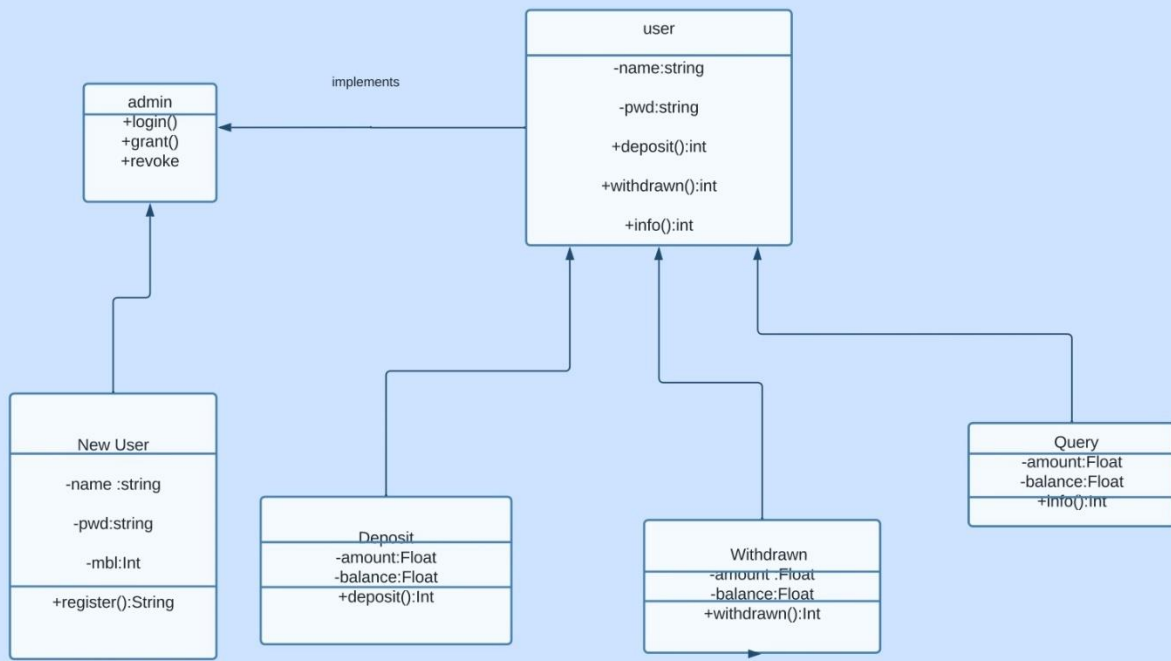 user
-name:string
-pwd:string
+deposit():int
+withdrawn():int
+info():int
implements
admin
+login()
+grant()
+revoke
New User
-name :string
-pwd:string
-mbl:Int
+register():String
Deposit
-amount:Float
-balance:Float
+deposit():Int
Withdrawn
-amount :Float
-balance:Float
+withdrawn():Int
Query
-amount:Float
-balance:Float
+info():Int